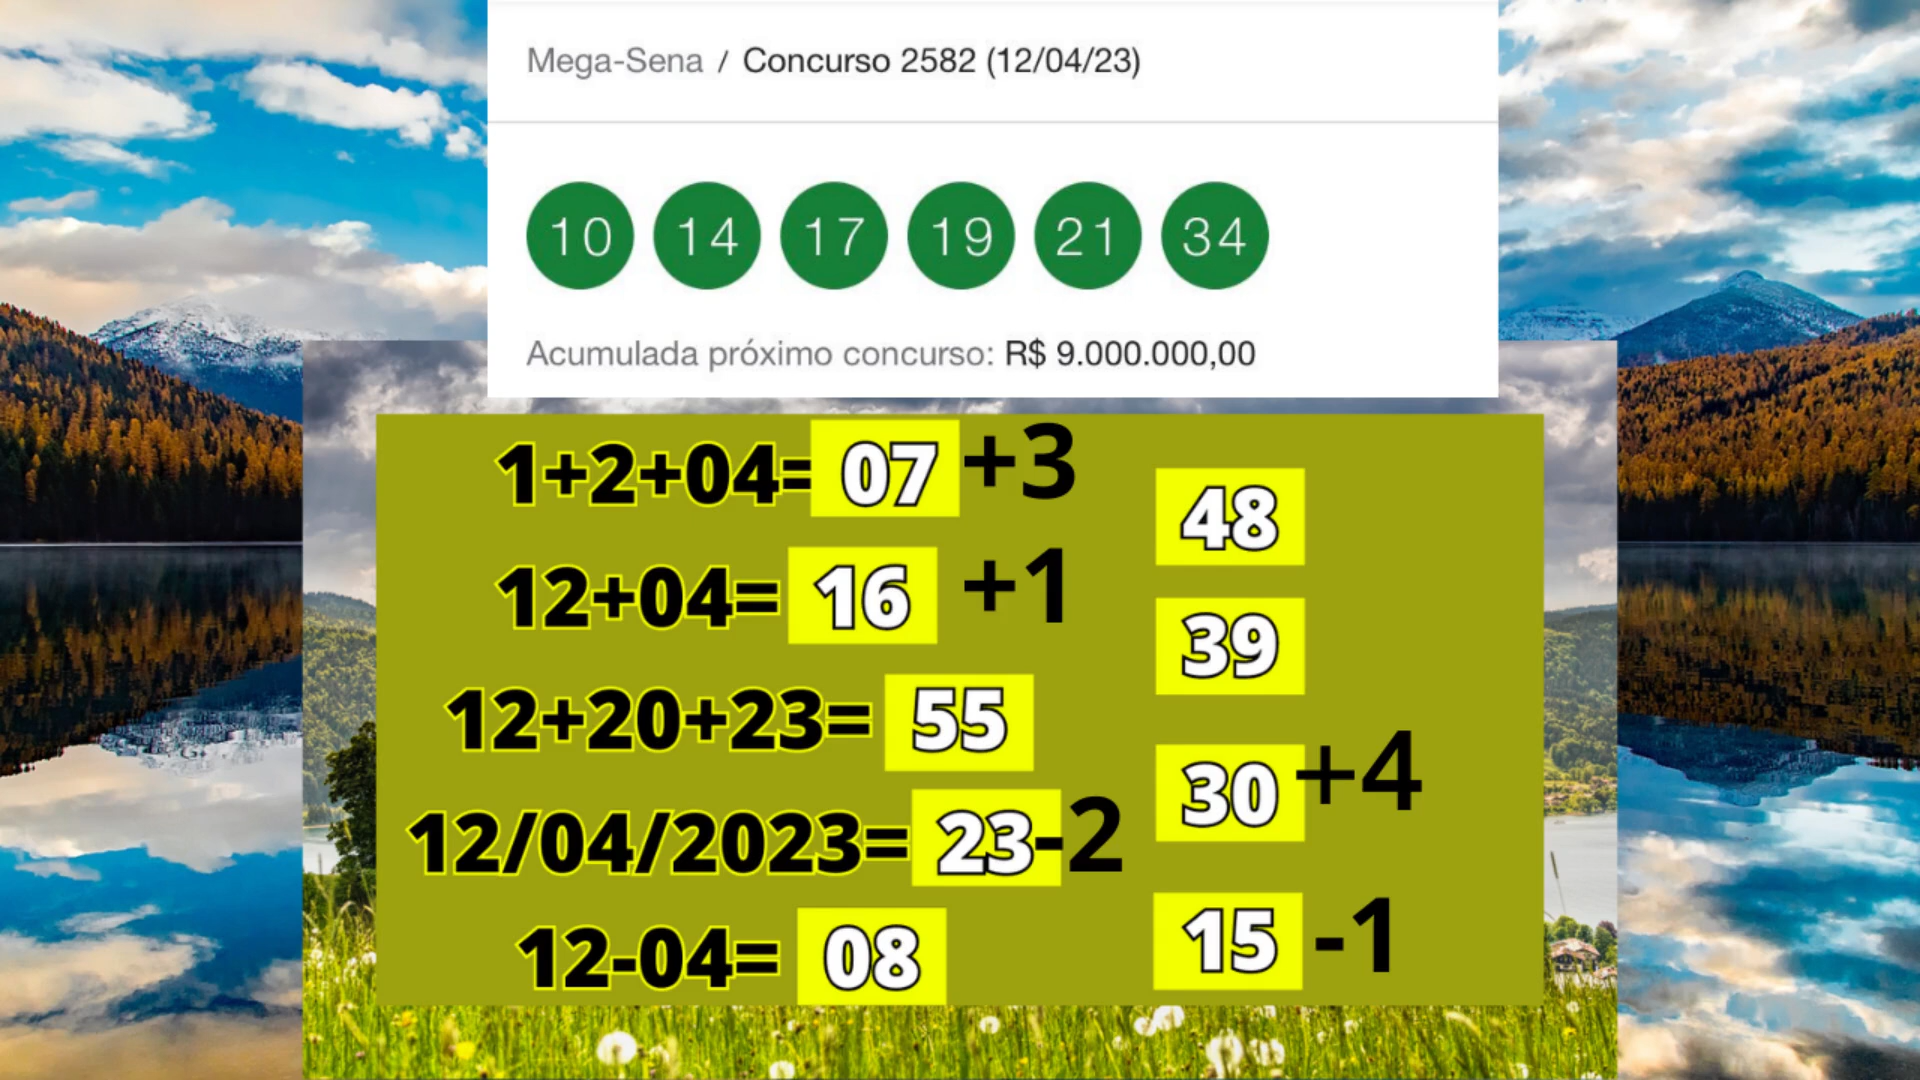 Mega-Sena / Concurso 2582 (12/04/23)
10 14 17 19 21 34
Acumulada próximo concurso: R$ 9.000.000,00
1+2+04= 07 +3
12+04= 16 +1
12+20+23= 55
12/04/2023= 23-2
12-04= 08
48
39
30 +4
15 -1